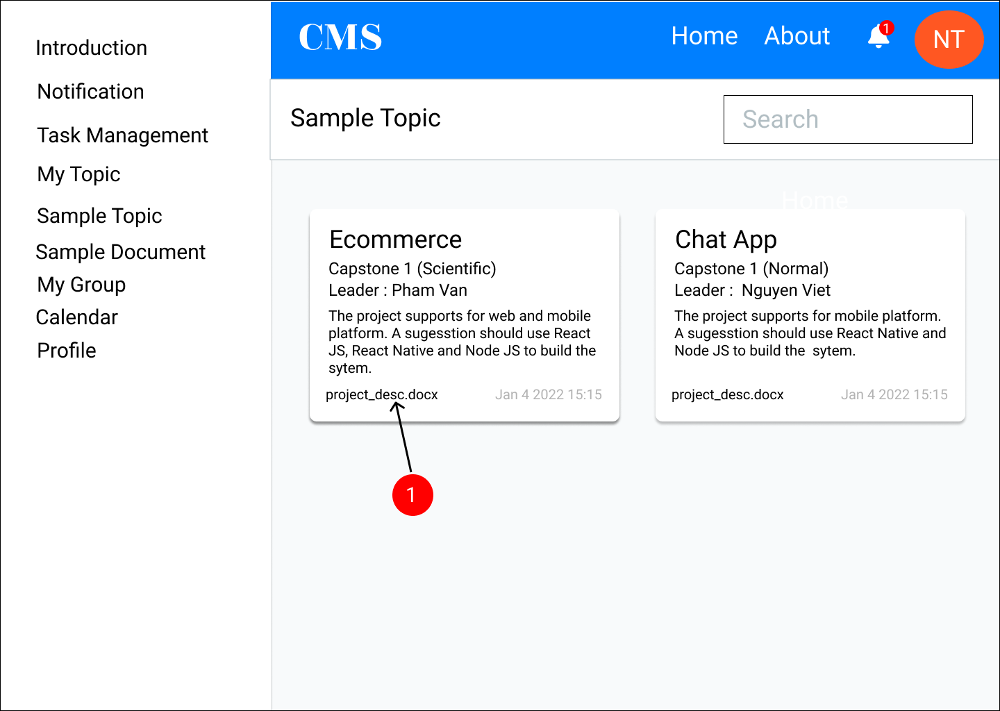 Introduction
Notification
Task Management
My Topic
Sample Topic
Sample Document
My Group
Calendar
Profile
CMS
Home
About
1
NT
Sample Topic
Search
Home
Ecommerce
Capstone 1 (Scientific)
Leader : Pham Van
The project supports for web and mobile
platform. A sugesstion should use React
JS, React Native and Node JS to build the
sytem.
project_desc.docx
Jan 4 2022 15:15
Chat App
Capstone 1 (Normal)
Leader :  Nguyen Viet
The project supports for mobile platform.
A sugesstion should use React Native and
Node JS to build the  sytem.
project_desc.docx
Jan 4 2022 15:15
1